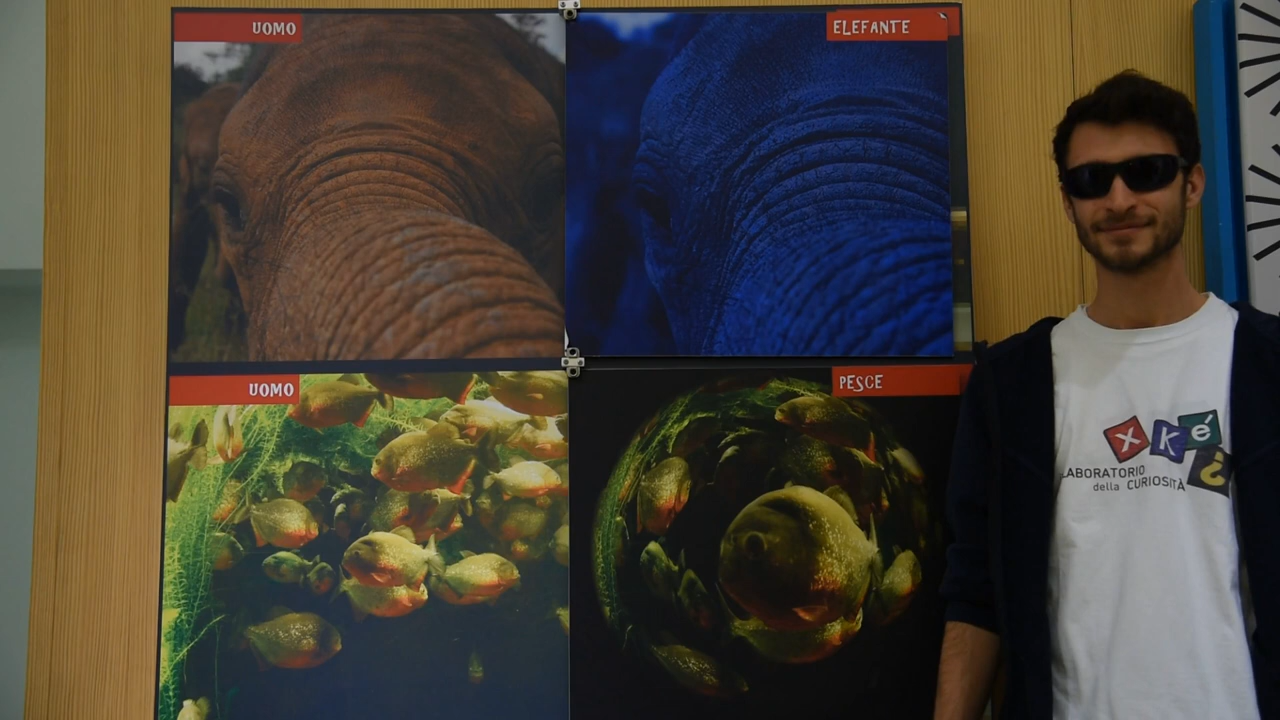 UOMO
ELEFANTE
UOMO
PESCE
xKé
?
LABORATORIO
della CURIOSITÀ